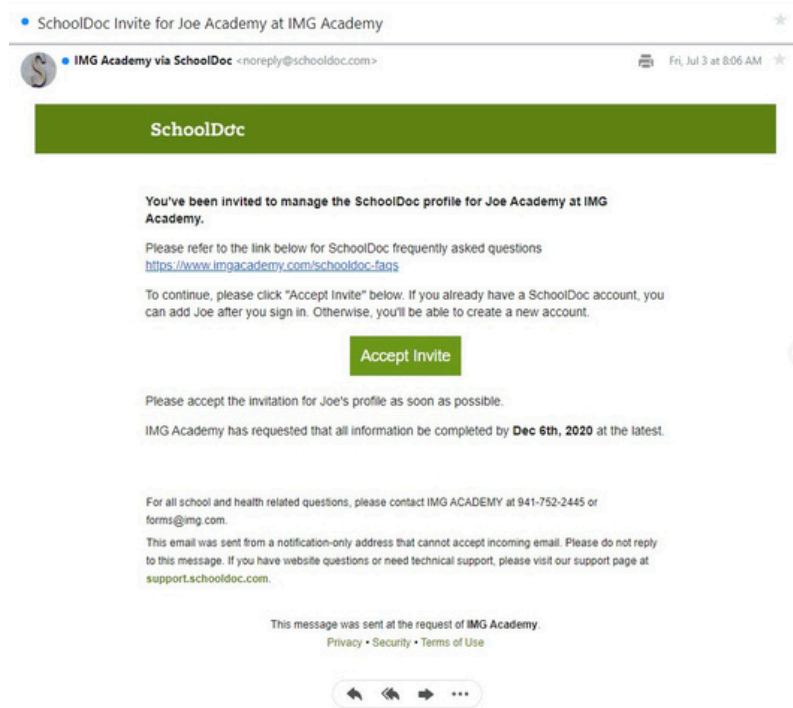 SchoolDoc Invite for Joe Academy at IMG Academy
S
IMG Academy via SchoolDoc <noreply@schooldoc.com>
Fri, Jul 3 at 8:06 AM
SchoolDoc
You've been invited to manage the SchoolDoc profile for Joe Academy at IMG
Academy.
Please refer to the link below for SchoolDoc frequently asked questions
https://www.imgacademy.com/schooldoc-faqs
To continue, please click "Accept Invite" below. If you already have a SchoolDoc account, you
can add Joe after you sign in. Otherwise, you'll be able to create a new account.
Accept Invite
Please accept the invitation for Joe's profile as soon as possible.
IMG Academy has requested that all information be completed by Dec 6th, 2020 at the latest.
For all school and health related questions, please contact IMG ACADEMY at 941-752-2445 or
forms@img.com.
This email was sent from a notification-only address that cannot accept incoming email. Please do not reply
to this message. If you have website questions or need technical support, please visit our support page at
support.schooldoc.com.
This message was sent at the request of IMG Academy.
Privacy • Security • Terms of Use